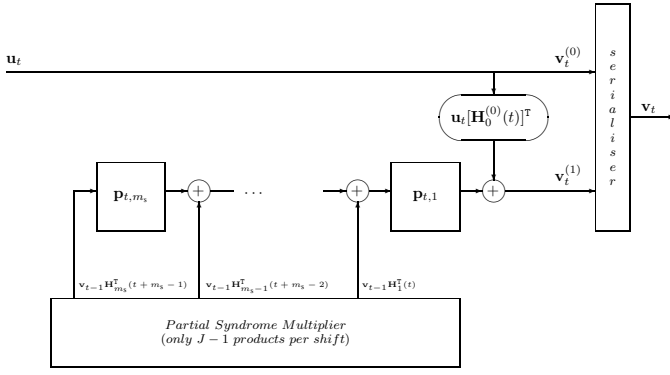 u_t
v_t^{(0)}
s e r i a l i s e r
v_t
u_t[H_0^{(0)}(t)]^T
p_{t,m_s}
+
...
+
p_{t,1}
+
v_t^{(1)}
v_{t−1}H_{m_s}^T(t + m_s − 1)
v_{t−1}H_{m_s−1}^T(t + m_s − 2)
v_{t−1}H_1^T(t)
Partial Syndrome Multiplier
(only J − 1 products per shift)